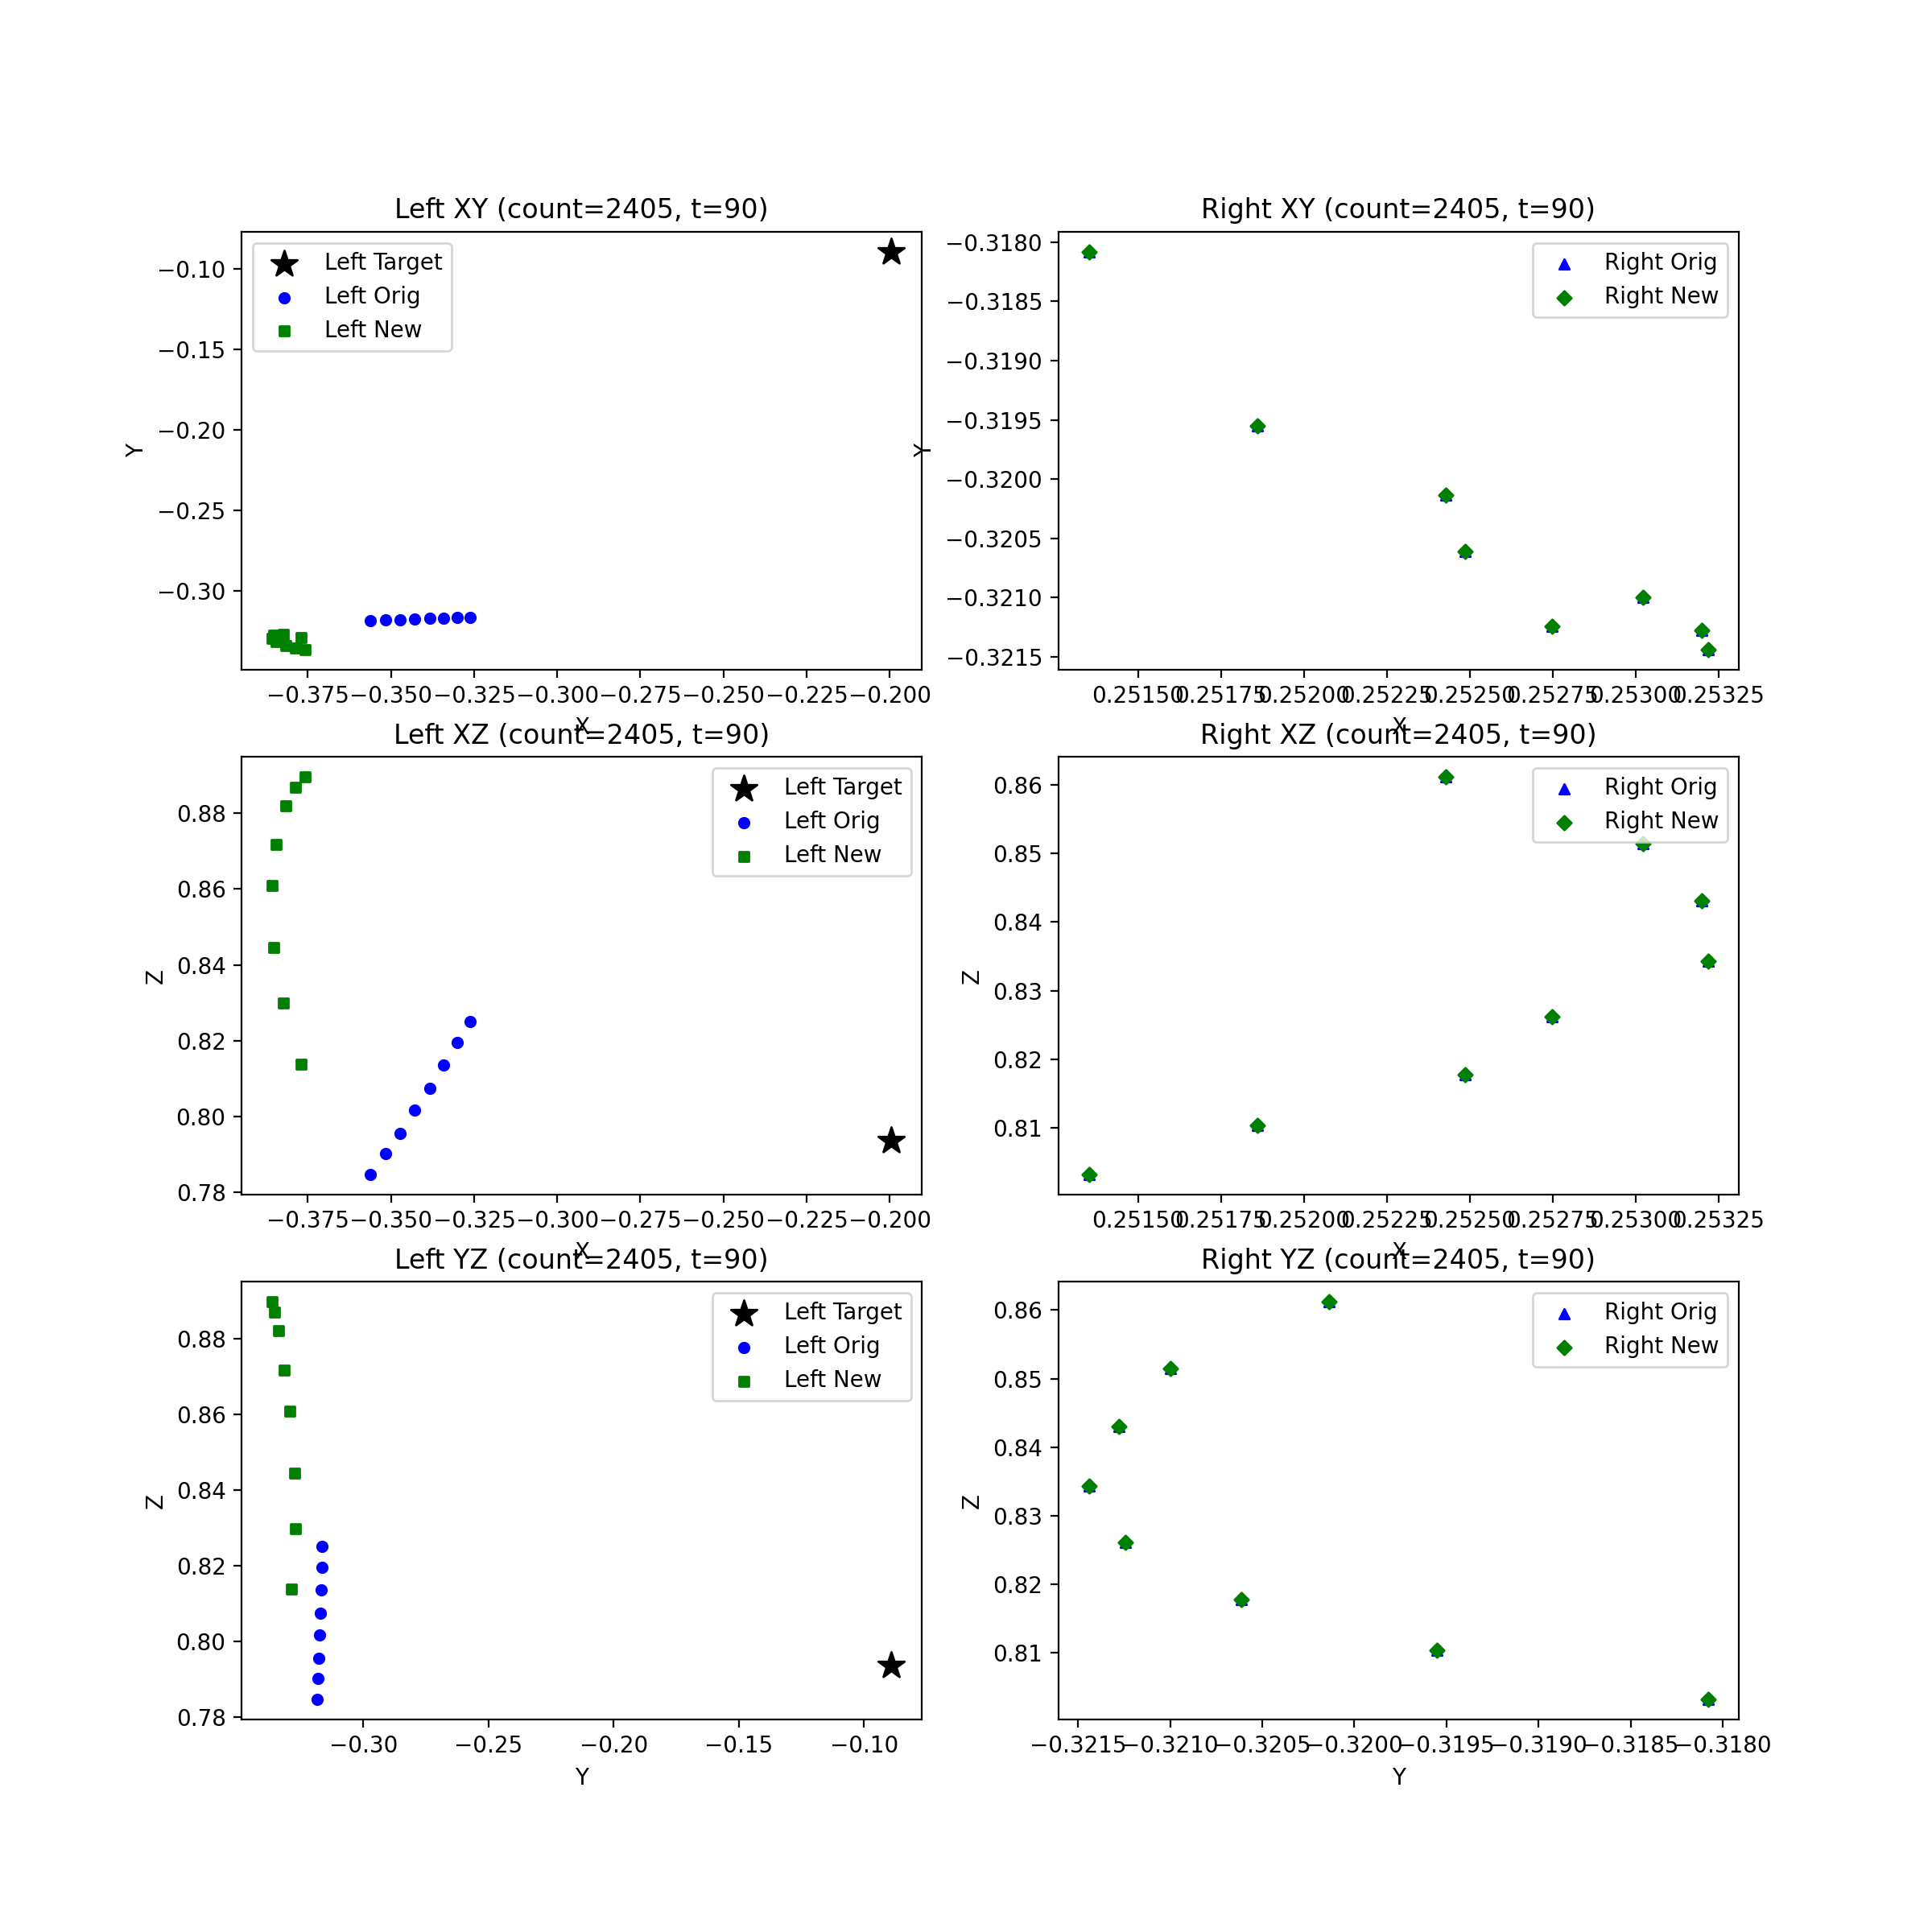 Left XY (count=2405, t=90)
Left Target
Left Orig
Left New
−0.10
−0.15
−0.20
−0.25
−0.30
Y
−0.375 −0.350 −0.325 −0.300 −0.275 −0.250 −0.225 −0.200
X
Right XY (count=2405, t=90)
Right Orig
Right New
−0.3180
−0.3185
−0.3190
−0.3195
−0.3200
−0.3205
−0.3210
−0.3215
Y
0.25150 0.25175 0.25200 0.25225 0.25250 0.25275 0.25300 0.25325
X
Left XZ (count=2405, t=90)
Left Target
Left Orig
Left New
0.88
0.86
0.84
0.82
0.80
0.78
Z
−0.375 −0.350 −0.325 −0.300 −0.275 −0.250 −0.225 −0.200
X
Right XZ (count=2405, t=90)
Right Orig
Right New
0.86
0.85
0.84
0.83
0.82
0.81
Z
0.25150 0.25175 0.25200 0.25225 0.25250 0.25275 0.25300 0.25325
X
Left YZ (count=2405, t=90)
Left Target
Left Orig
Left New
0.88
0.86
0.84
0.82
0.80
0.78
Z
−0.30 −0.25 −0.20 −0.15 −0.10
Y
Right YZ (count=2405, t=90)
Right Orig
Right New
0.86
0.85
0.84
0.83
0.82
0.81
Z
−0.3215 −0.3210 −0.3205 −0.3200 −0.3195 −0.3190 −0.3185 −0.3180
Y